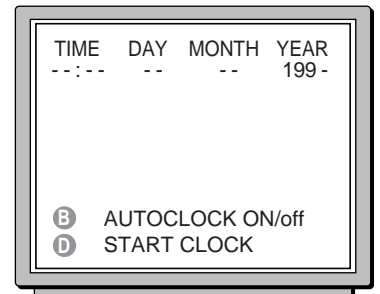 TIME DAY MONTH YEAR
--:-- -- -- 199-
B AUTOCLOCK ON/off
D START CLOCK